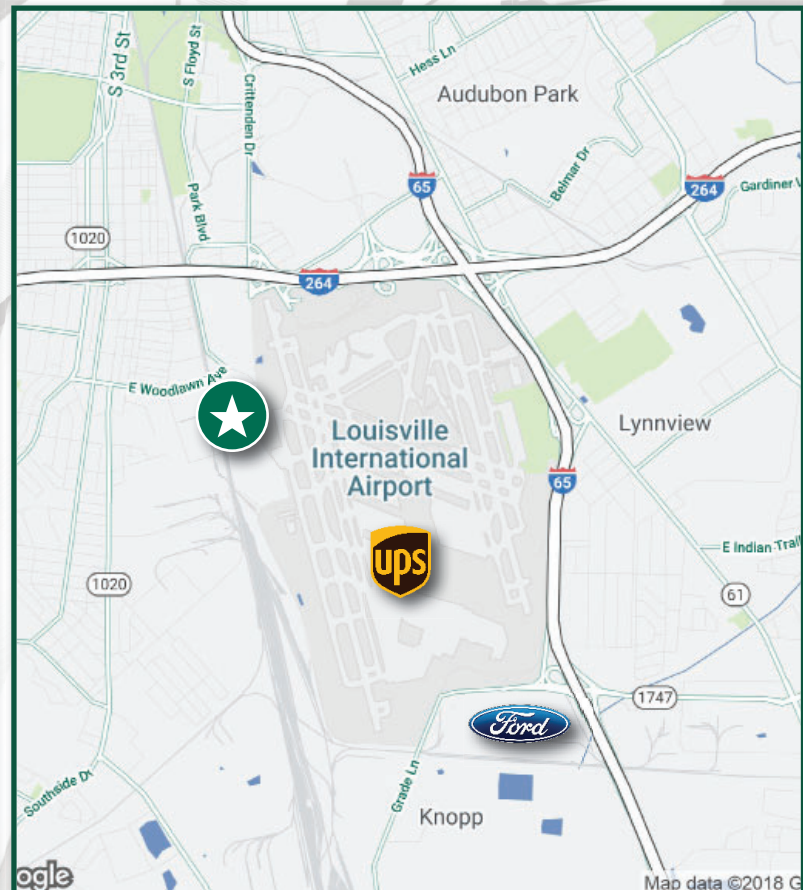 S 3rd St
S Floyd St
Crittenden Dr
Hess Ln
Audubon Park
Belmar Dr
65
264
Gardiner
Park Blvd
1020
264
E Woodlawn Ave
Louisville
International
Airport
Lynnview
65
ups
E Indian Trail
1020
61
1747
Ford
Grade Ln
Southside Dr
Knopp
ogle
Map data ©2018 G